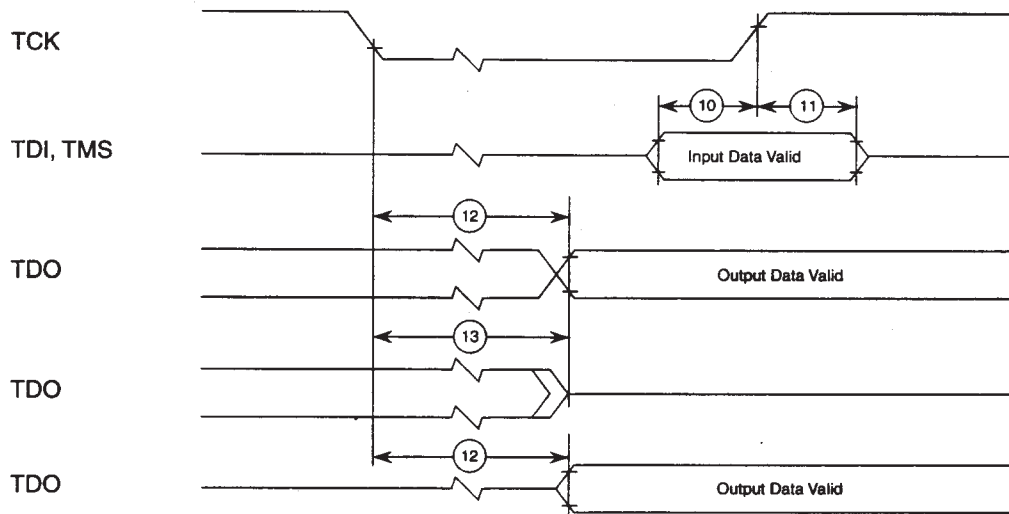 TCK
10
11
TDI, TMS
Input Data Valid
12
TDO
Output Data Valid
13
TDO
12
TDO
Output Data Valid